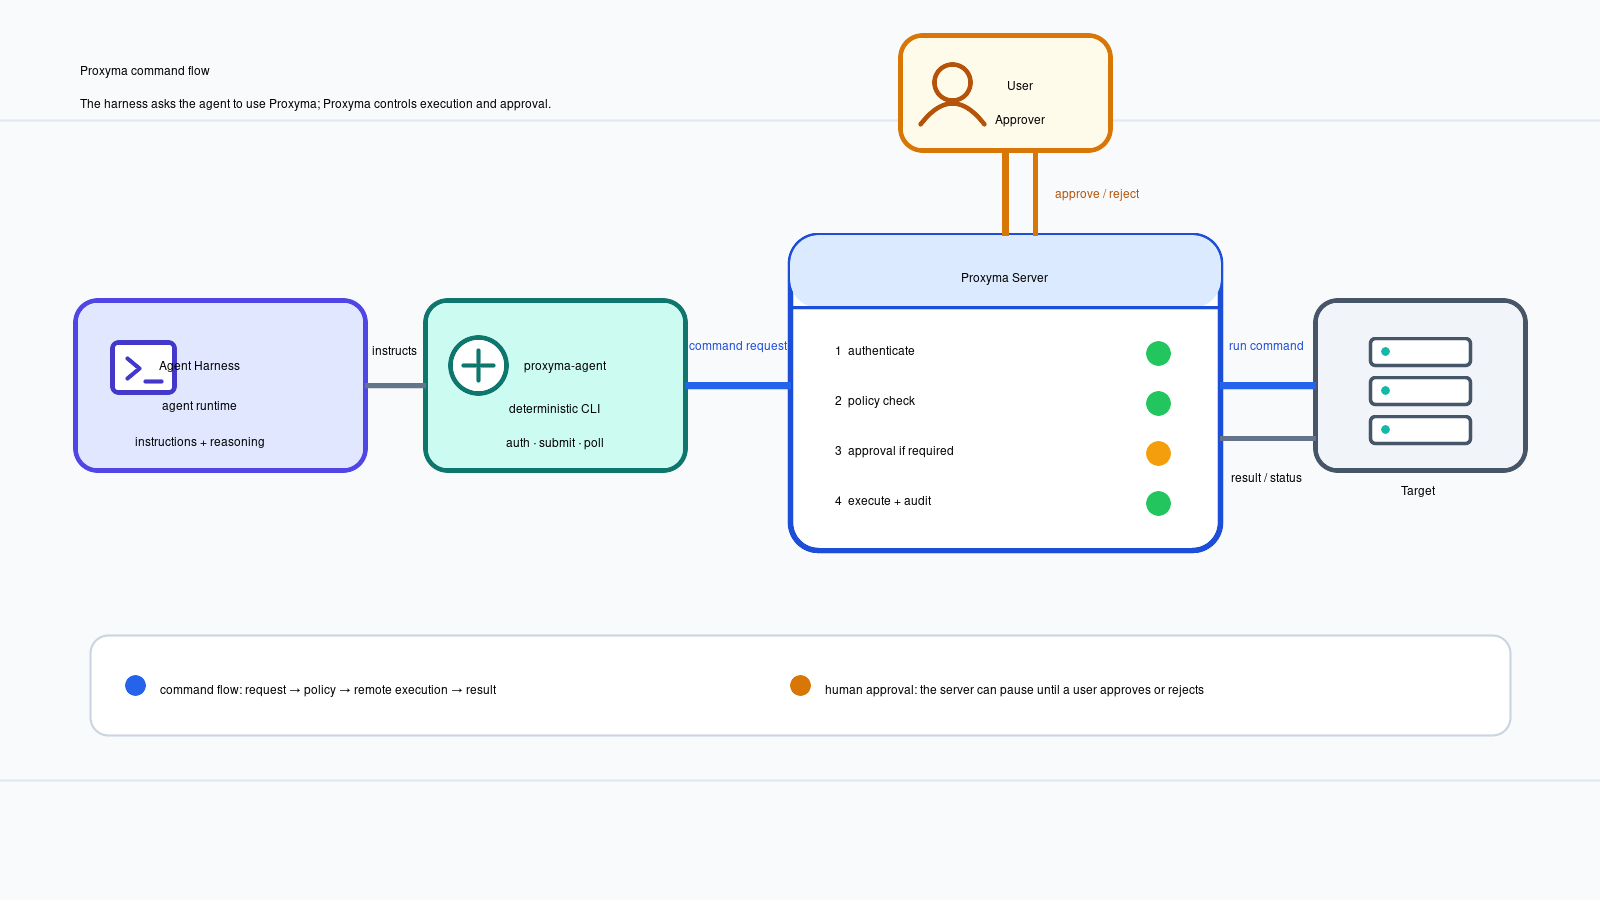 Proxyma command flow
The harness asks the agent to use Proxyma; Proxyma controls execution and approval.
User
Approver
approve / reject
Proxyma Server
Agent Harness
agent runtime
instructions + reasoning
instructs
proxyma-agent
deterministic CLI
auth · submit · poll
command request
1 authenticate
2 policy check
3 approval if required
4 execute + audit
run command
result / status
Target
command flow: request → policy → remote execution → result
human approval: the server can pause until a user approves or rejects